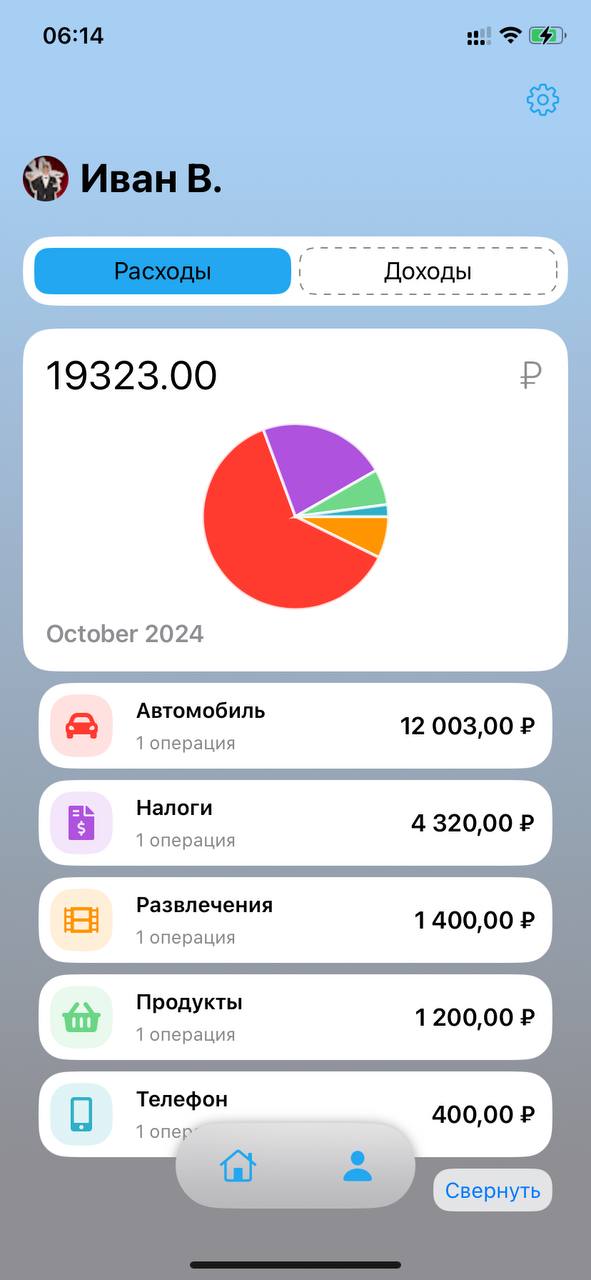 06:14
Иван В.
Расходы
Доходы
19323.00
₽
October 2024
Автомобиль
1 операция
12 003,00 ₽
Налоги
1 операция
4 320,00 ₽
Развлечения
1 операция
1 400,00 ₽
Продукты
1 операция
1 200,00 ₽
Телефон
1 опер
400,00 ₽
Свернуть